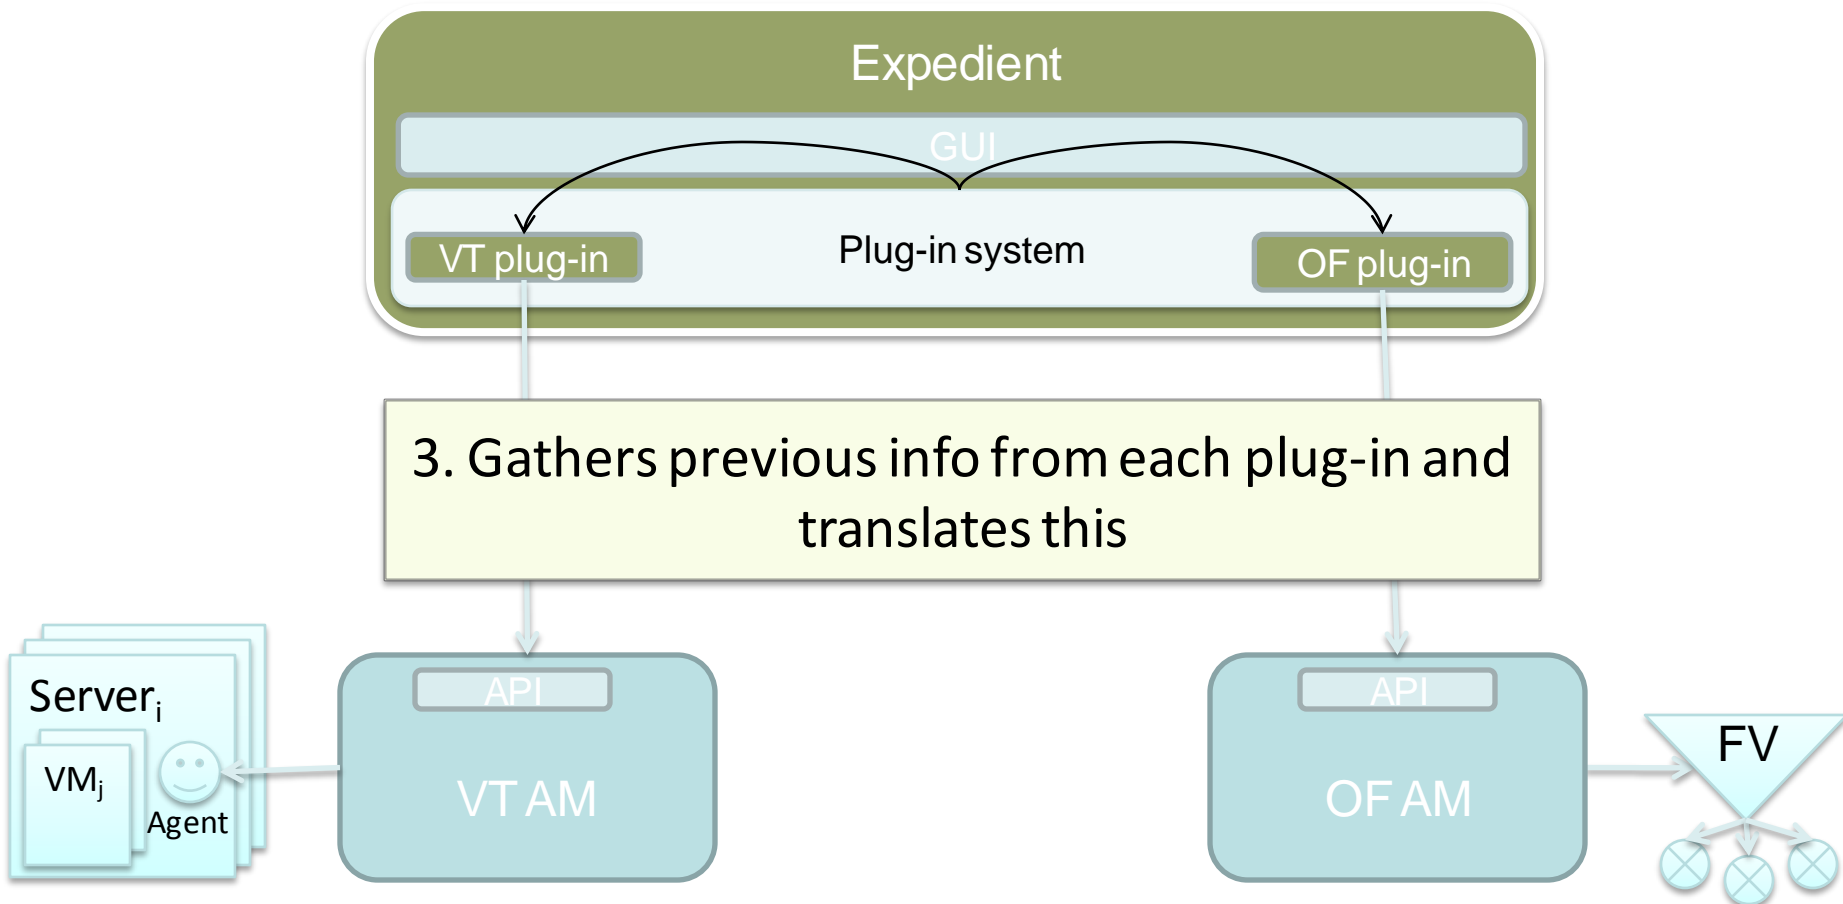 Expedient
GUI
VT plug-in
Plug-in system
OF plug-in
3. Gathers previous info from each plug-in and
translates this
Serveri
VMj
Agent
API
VT AM
API
OF AM
FV